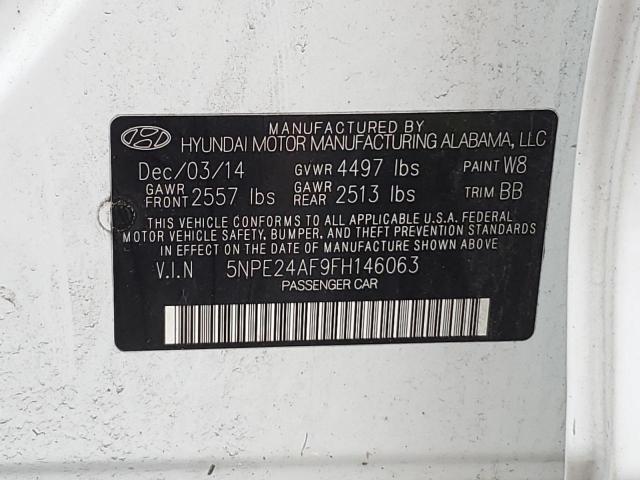 MANUFACTURED BY
HYUNDAI MOTOR MANUFACTURING ALABAMA, LLC
Dec/03/14 GVWR 4497 lbs PAINT W8
GAWR FRONT 2557 lbs GAWR REAR 2513 lbs TRIM BB
THIS VEHICLE CONFORMS TO ALL APPLICABLE U.S.A. FEDERAL
MOTOR VEHICLE SAFETY, BUMPER, AND THEFT PREVENTION STANDARDS
IN EFFECT ON THE DATE OF MANUFACTURE SHOWN ABOVE
V.I.N 5NPE24AF9FH146063
PASSENGER CAR